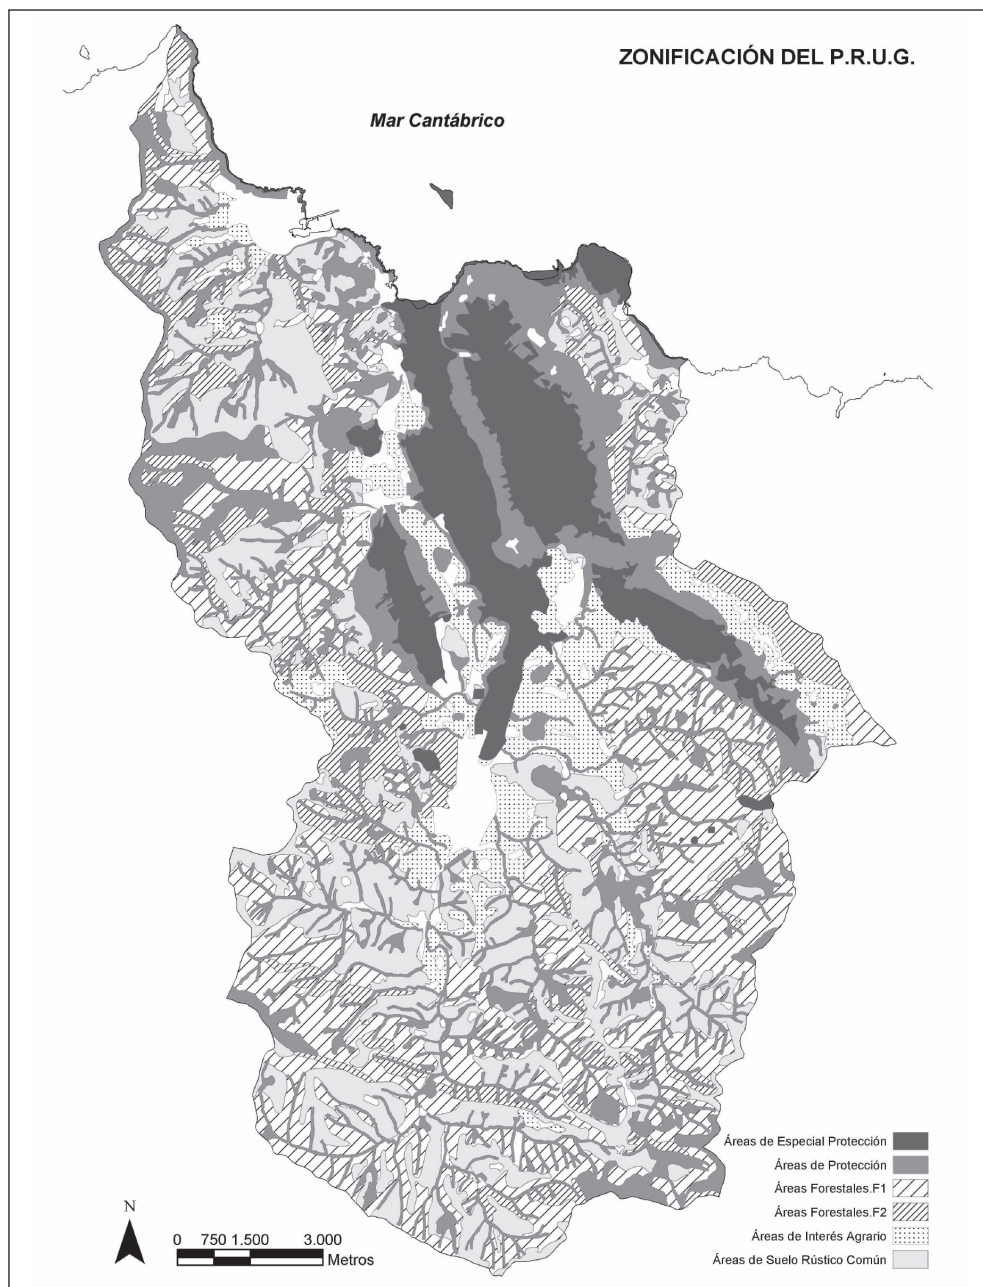 ZONIFICACIÓN DEL P.R.U.G.
Mar Cantábrico
Áreas de Especial Protección
Áreas de Protección
Áreas Forestales.F1
Áreas Forestales.F2
Áreas de Interés Agrario
Áreas de Suelo Rústico Común
N
0 750 1.500 3.000
Metros